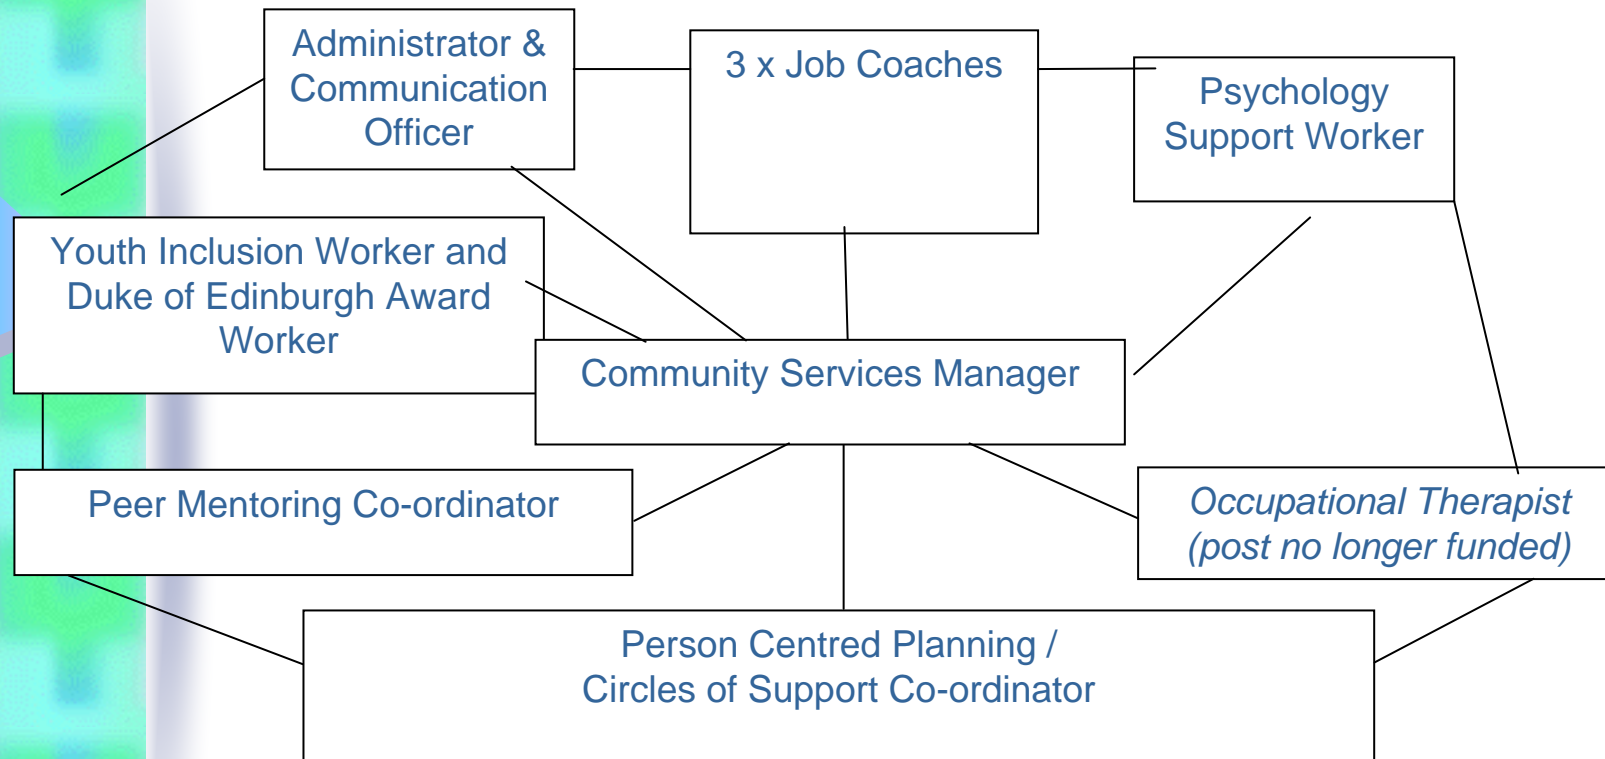 Administrator &
Communication
Officer
3 x Job Coaches
Psychology
Support Worker
Youth Inclusion Worker and
Duke of Edinburgh Award
Worker
Community Services Manager
Peer Mentoring Co-ordinator
Occupational Therapist
(post no longer funded)
Person Centred Planning /
Circles of Support Co-ordinator